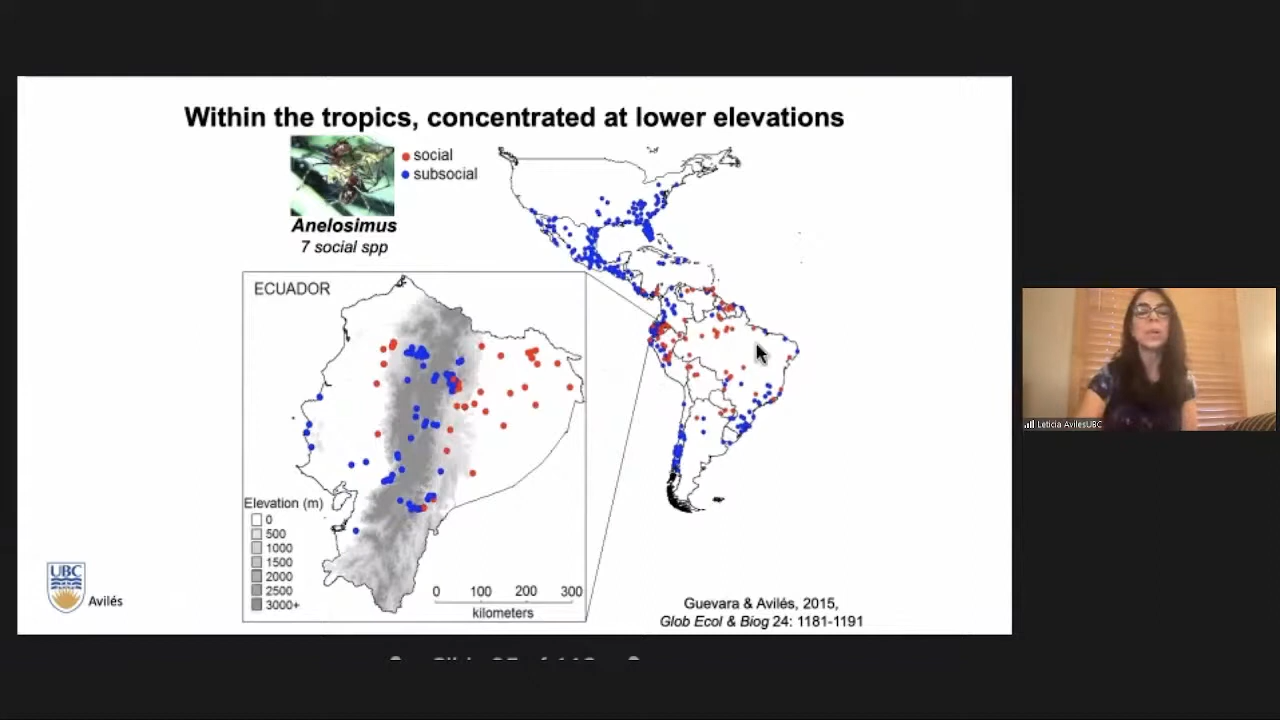 Within the tropics, concentrated at lower elevations
social
subsocial
Anelosimus
7 social spp
ECUADOR
Elevation (m)
0
500
1000
1500
2000
2500
3000+
0 100 200 300
kilometers
UBC
Avilés
Guevara & Avilés, 2015,
Glob Ecol & Biog 24: 1181-1191
Leticia AvilesUBC